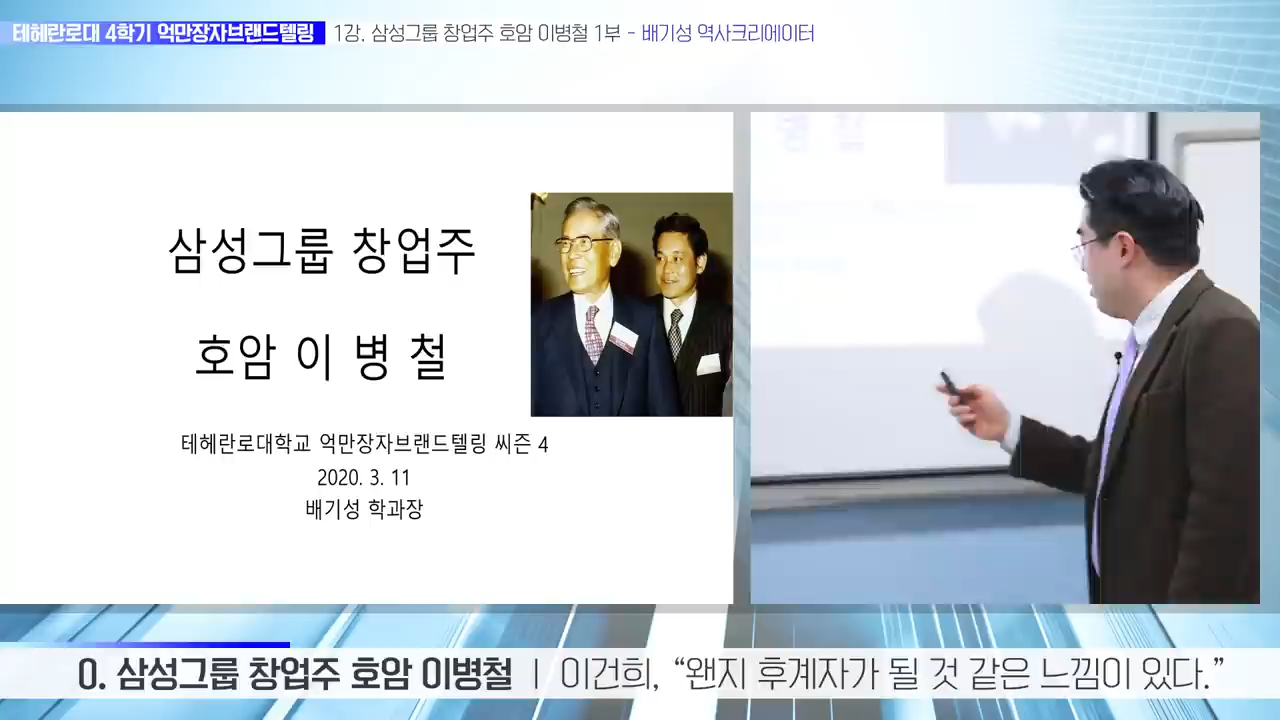 테헤란로대 4학기 억만장자브랜드텔링 1강. 삼성그룹 창업주 호암 이병철 1부 - 배기성 역사크리에이터
삼성그룹 창업주
호암 이 병 철
테헤란로대학교 억만장자브랜드텔링 씨즌 4
2020. 3. 11
배기성 학과장
0. 삼성그룹 창업주 호암 이병철 | 이건희, “왠지 후계자가 될 것 같은 느낌이 있다.”